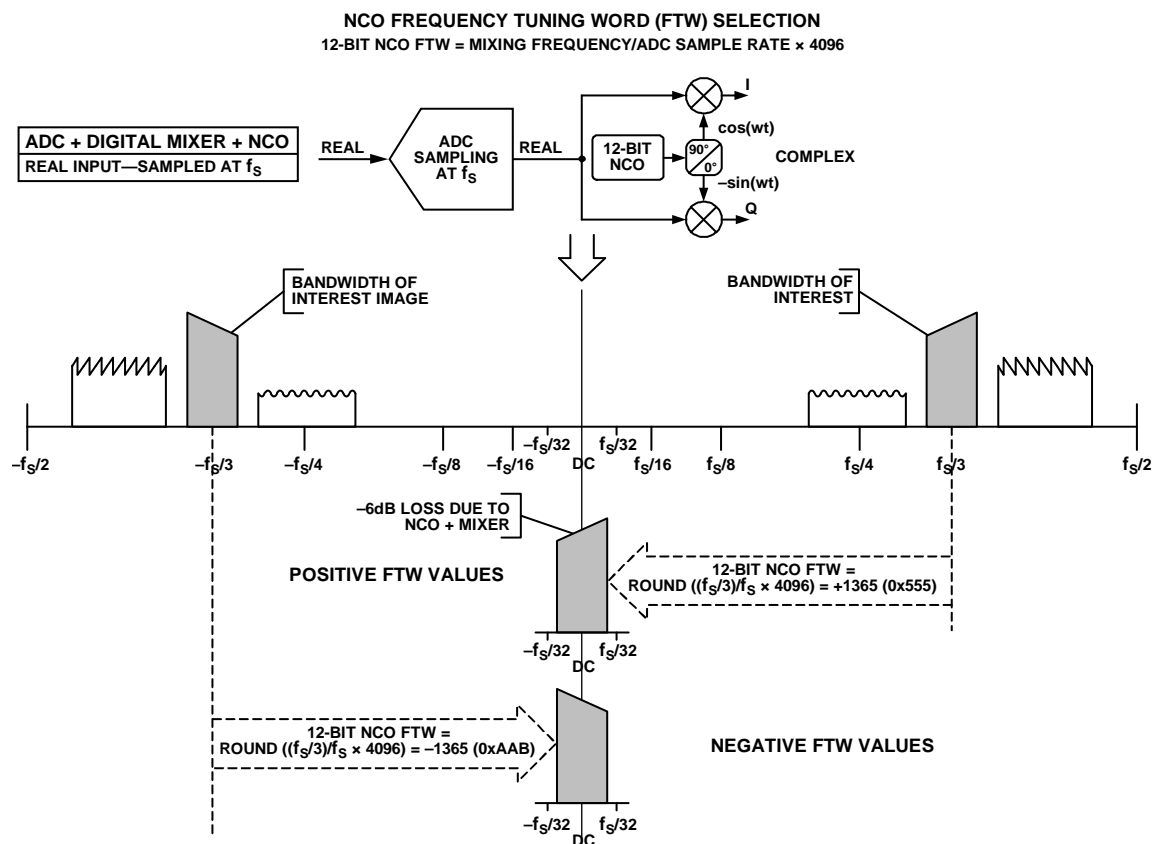 NCO FREQUENCY TUNING WORD (FTW) SELECTION
12-BIT NCO FTW = MIXING FREQUENCY/ADC SAMPLE RATE × 4096
ADC + DIGITAL MIXER + NCO
REAL INPUT—SAMPLED AT fS
REAL
ADC
SAMPLING
AT fS
REAL
12-BIT
NCO
90°
0°
cos(wt)
–sin(wt)
I
Q
COMPLEX
BANDWIDTH OF
INTEREST IMAGE
BANDWIDTH OF
INTEREST
–fS/2
–fS/3
–fS/4
–fS/8
–fS/16
–fS/32
DC
fS/32
fS/16
fS/8
fS/4
fS/3
fS/2
–6dB LOSS DUE TO
NCO + MIXER
POSITIVE FTW VALUES
12-BIT NCO FTW =
ROUND ((fS/3)/fS × 4096) = +1365 (0x555)
–fS/32
DC
fS/32
12-BIT NCO FTW =
ROUND ((fS/3)/fS × 4096) = –1365 (0xAAB)
NEGATIVE FTW VALUES
–fS/32
DC
fS/32